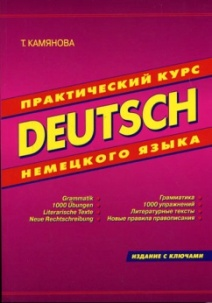 Т. КАМЯНОВА
ПРАКТИЧЕСКИЙ КУРС
DEUTSCH
НЕМЕЦКОГО ЯЗЫКА
Grammatik
1000 Übungen
Literarische Texte
Neue Rechtschreibung
Грамматика
1000 упражнений
Литературные тексты
Новые правила правописания
ИЗДАНИЕ С КЛЮЧАМИ